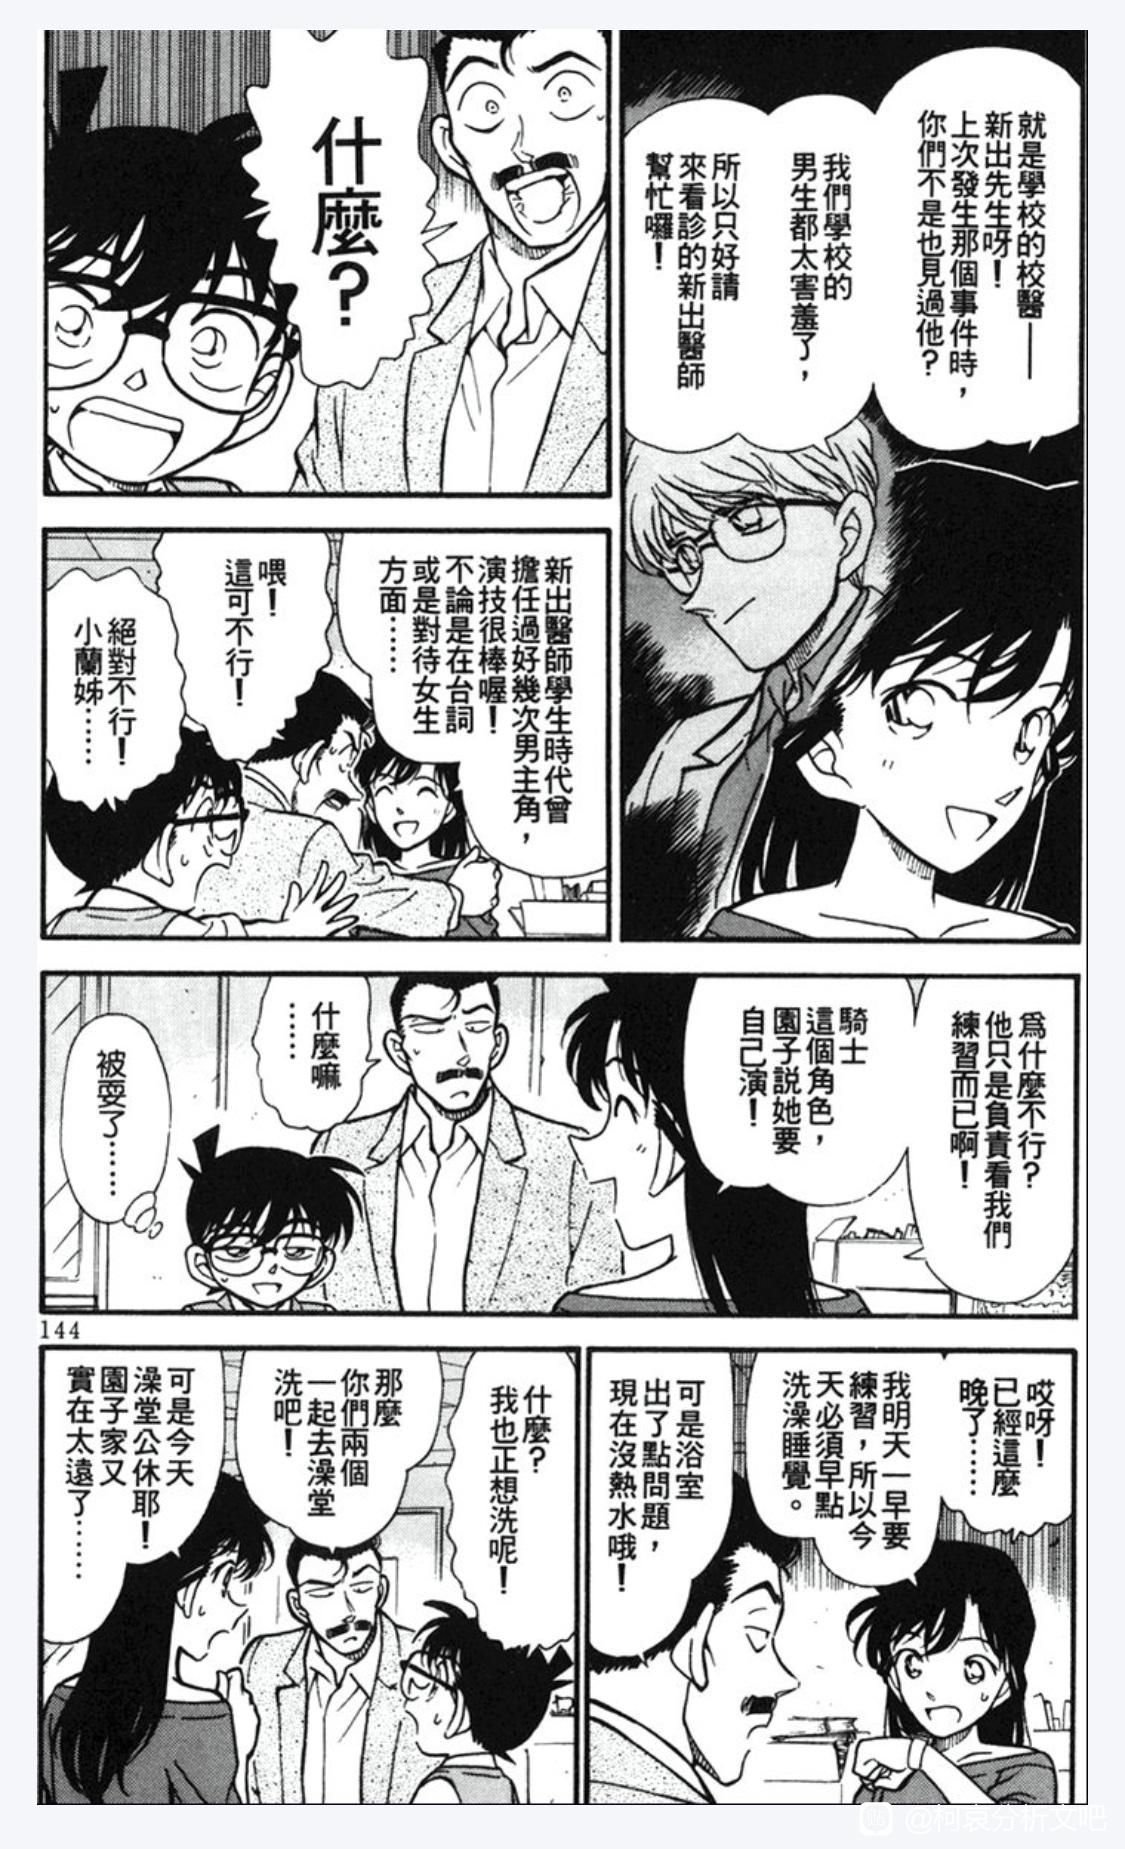 就是學校的校醫——
新出先生呀！
上次發生那個事件時，
你們不是也見過他？
我們學校的
男生都太害羞了，
所以只好請
來看診的新出醫師
幫忙囉！
什麼？
新出醫師學生時代曾
擔任過好幾次男主角，
演技很棒喔！
不論是在台詞
或是對待女生
方面……
喂！
這可不行！
絕對不行！
小蘭姊……
為什麼不行？
他只是負責看我們
練習而已啊！
騎士
這個角色，
園子說她要
自己演！
什麼嘛
……
被耍了……
144
哎呀！
已經這麼
晚了……
我明天一早要
練習，所以今
天必須早點
洗澡睡覺。
可是浴室
出了點問題，
現在沒熱水哦！
什麼？
我也正想洗呢！
那麼
你們兩個
一起去澡堂
洗吧！
可是今天
澡堂公休耶！
園子家又
實在太遠了……
@柯哀分析文吧